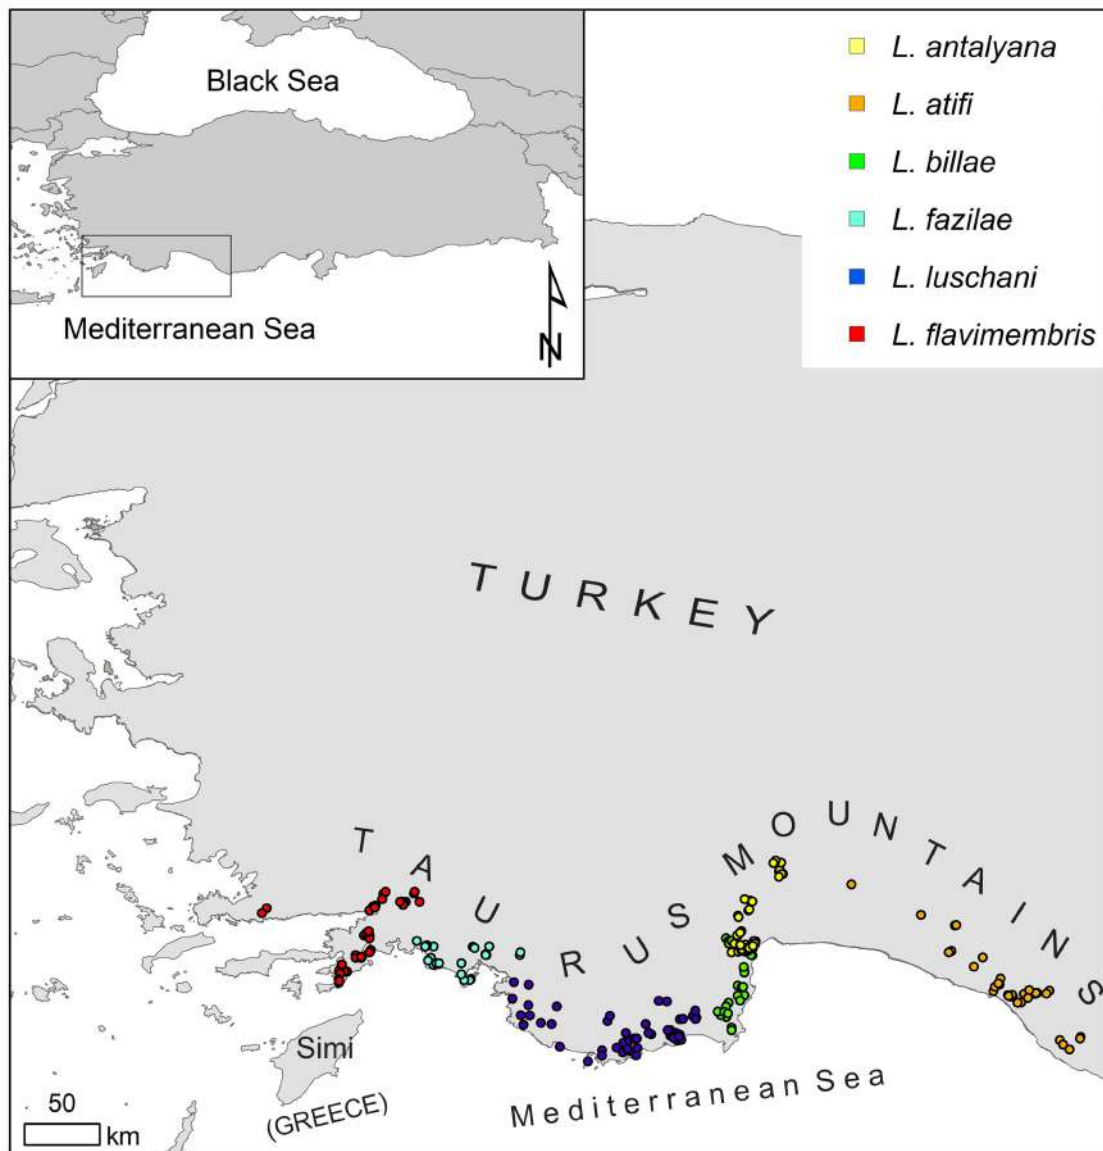 Black Sea
Mediterranean Sea
N
L. antalyana
L. atifi
L. billae
L. fazilae
L. luschani
L. flavimembris
TURKEY
TAURUS MOUNTAINS
Simi
(GREECE)
Mediterranean Sea
50
km